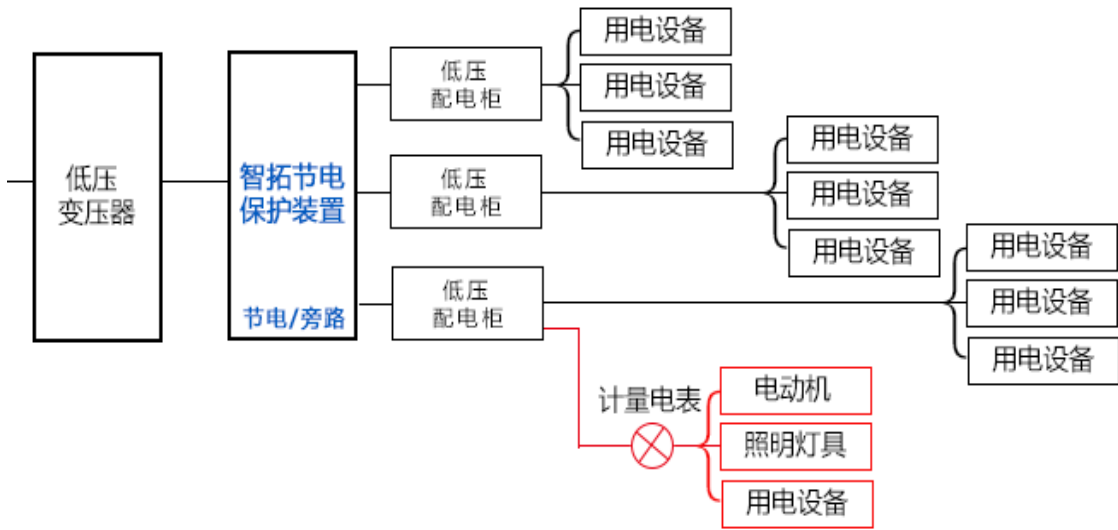 低压
变压器
智拓节电
保护装置
节电/旁路
低压
配电柜
用电设备
用电设备
用电设备
低压
配电柜
用电设备
用电设备
用电设备
低压
配电柜
用电设备
用电设备
用电设备
计量电表
电动机
照明灯具
用电设备